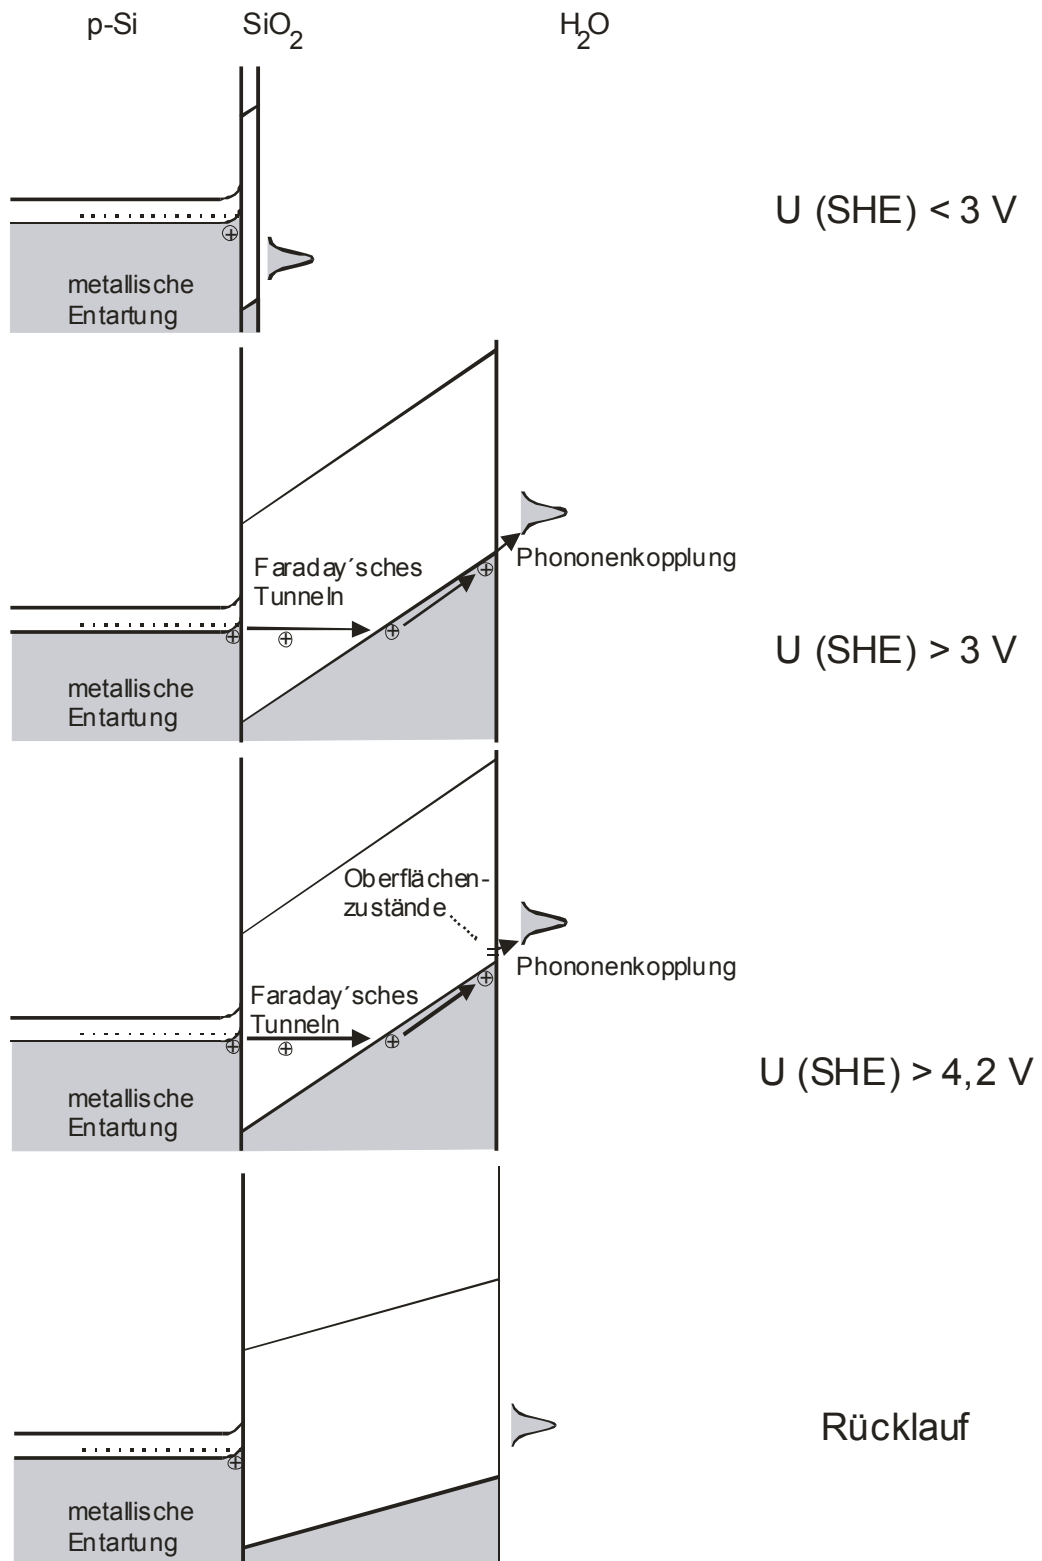 p-Si SiO2 H2O
U (SHE) < 3 V
metallische
Entartung
Faraday´sches
Tunneln
Phononenkopplung
U (SHE) > 3 V
metallische
Entartung
Oberflächen-
zustände
Phononenkopplung
Faraday´sches
Tunneln
U (SHE) > 4,2 V
metallische
Entartung
Rücklauf
metallische
Entartung